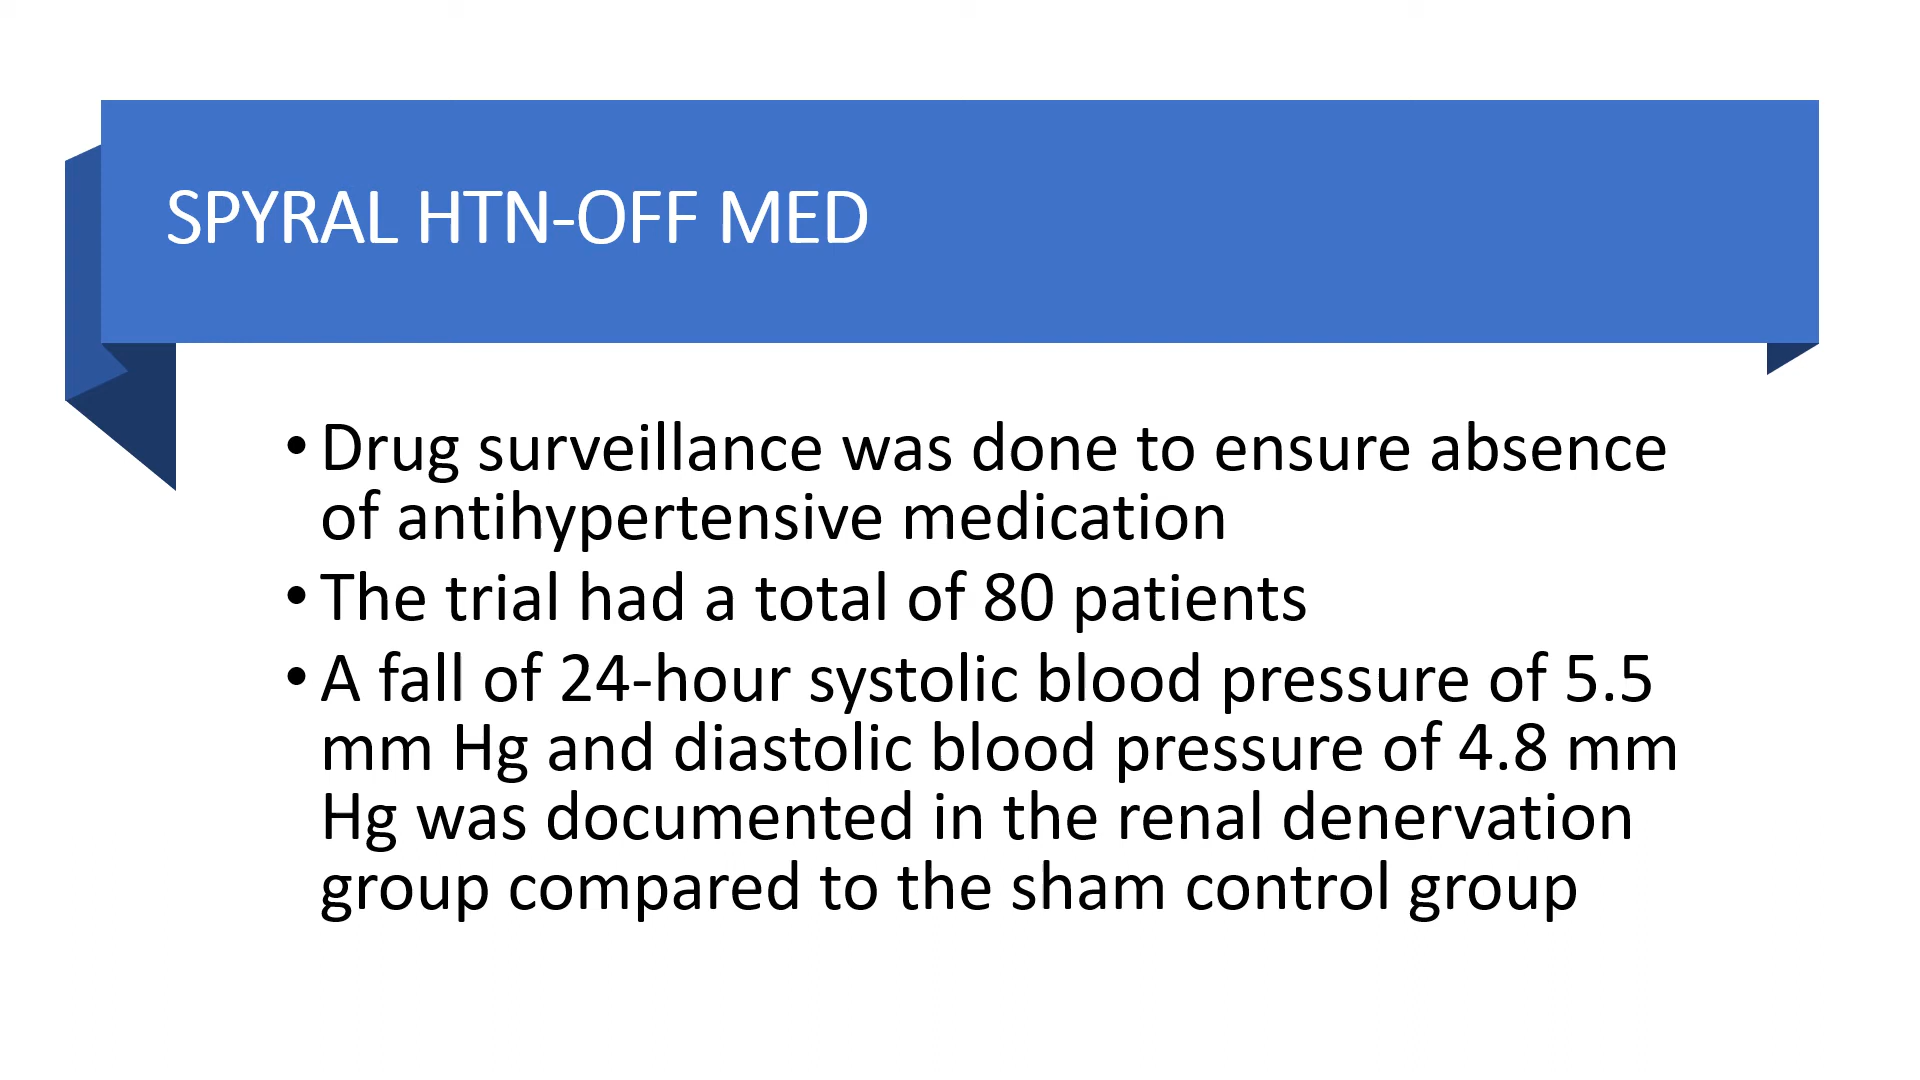 SPYRAL HTN-OFF MED
• Drug surveillance was done to ensure absence
of antihypertensive medication
• The trial had a total of 80 patients
• A fall of 24-hour systolic blood pressure of 5.5
mm Hg and diastolic blood pressure of 4.8 mm
Hg was documented in the renal denervation
group compared to the sham control group